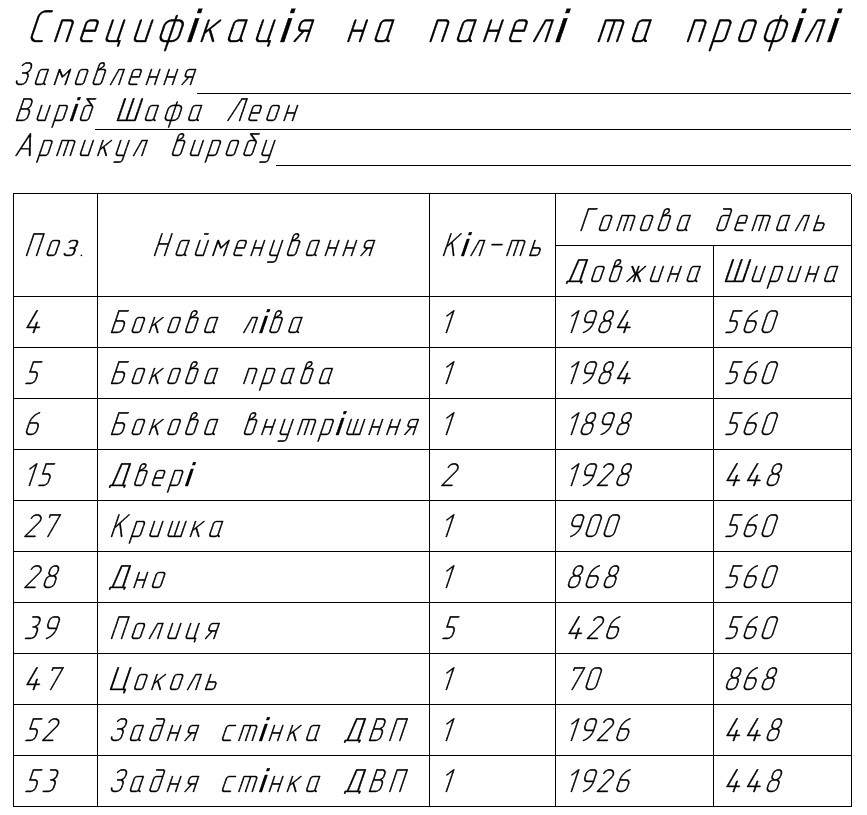 Специфікація на панелі та профілі
Замовлення
Виріб Шафа Леон
Артикул виробу
Поз. Найменування Кіл-ть Готова деталь
Довжина Ширина
4 Бокова ліва 1 1984 560
5 Бокова права 1 1984 560
6 Бокова внутрішння 1 1898 560
15 Двері 2 1928 448
27 Кришка 1 900 560
28 Дно 1 868 560
39 Полиця 5 426 560
47 Цоколь 1 70 868
52 Задня стінка ДВП 1 1926 448
53 Задня стінка ДВП 1 1926 448